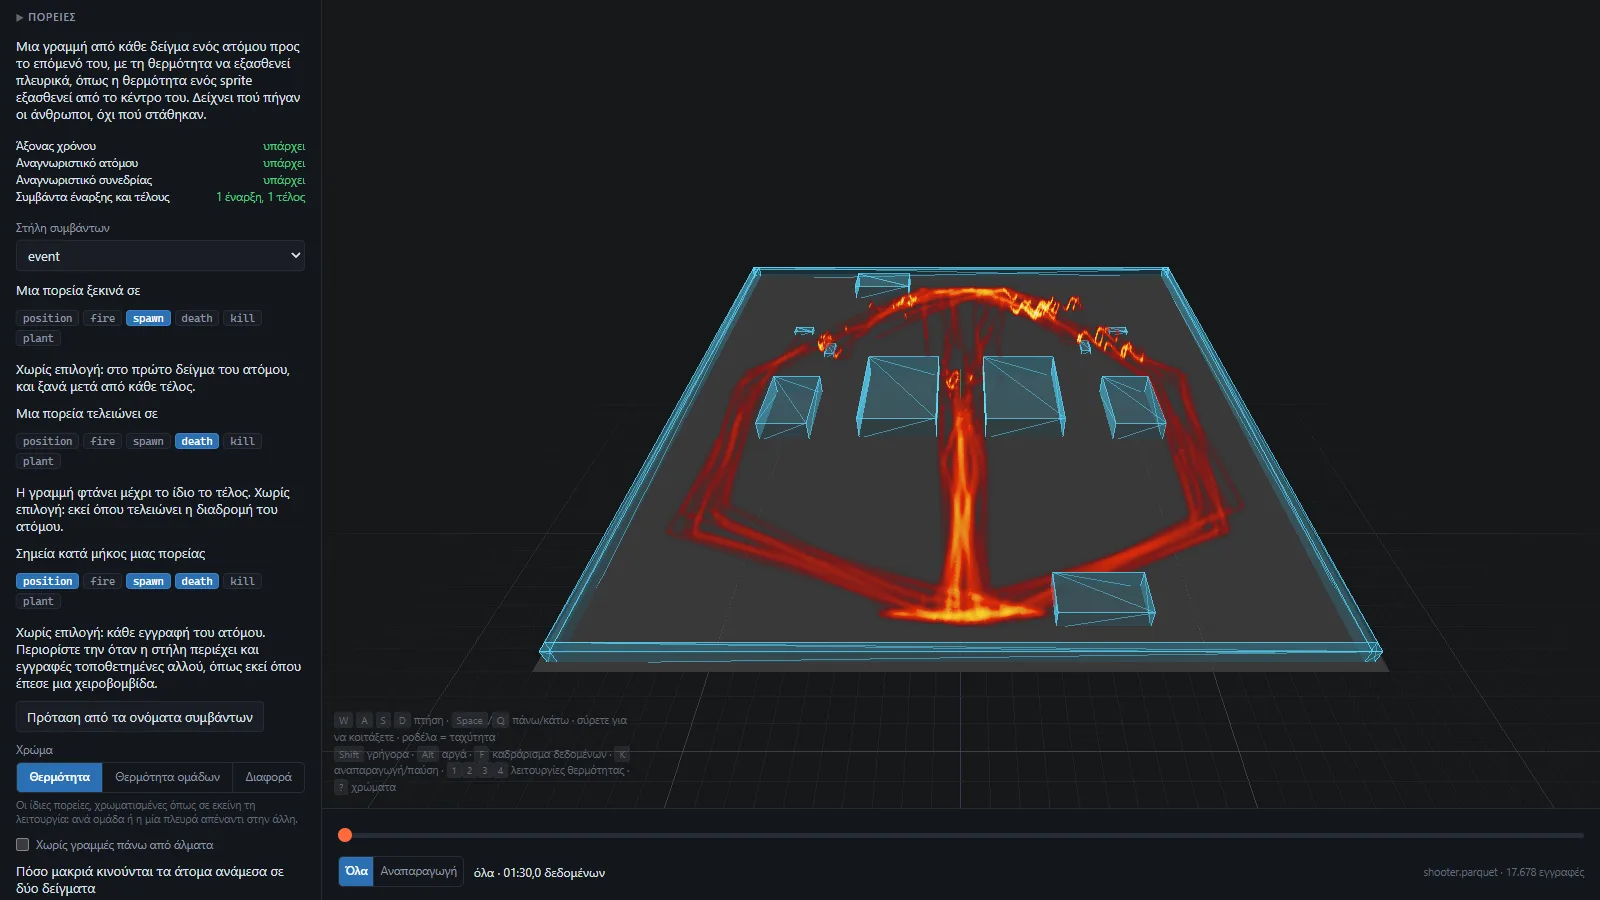 ▶ ΠΟΡΕΙΕΣ
Μια γραμμή από κάθε δείγμα ενός ατόμου προς
το επόμενό του, με τη θερμότητα να εξασθενεί
πλευρικά, όπως η θερμότητα ενός sprite
εξασθενεί από το κέντρο του. Δείχνει πού πήγαν
οι άνθρωποι, όχι πού στάθηκαν.
Άξονας χρόνου υπάρχει
Αναγνωριστικό ατόμου υπάρχει
Αναγνωριστικό συνεδρίας υπάρχει
Συμβάντα έναρξης και τέλους 1 έναρξη, 1 τέλος
Στήλη συμβάντων
event
Μια πορεία ξεκινά σε
position fire spawn death kill
plant
Χωρίς επιλογή: στο πρώτο δείγμα του ατόμου,
και ξανά μετά από κάθε τέλος.
Μια πορεία τελειώνει σε
position fire spawn death kill
plant
Η γραμμή φτάνει μέχρι το ίδιο το τέλος. Χωρίς
επιλογή: εκεί όπου τελειώνει η διαδρομή του
ατόμου.
Σημεία κατά μήκος μιας πορείας
position fire spawn death kill
plant
Χωρίς επιλογή: κάθε εγγραφή του ατόμου.
Περιορίστε την όταν η στήλη περιέχει και
εγγραφές τοποθετημένες αλλού, όπως εκεί όπου
έπεσε μια χειροβομβίδα.
Πρόταση από τα ονόματα συμβάντων
Χρώμα
Θερμότητα Θερμότητα ομάδων Διαφορά
Οι ίδιες πορείες, χρωματισμένες όπως σε εκείνη τη
λειτουργία: ανά ομάδα ή η μία πλευρά απέναντι στην άλλη.
Χωρίς γραμμές πάνω από άλματα
Πόσο μακριά κινούνται τα άτομα ανάμεσα σε
δύο δείγματα
W A S D πτήση · Space / Q πάνω/κάτω · σύρετε για
να κοιτάξετε · ροδέλα = ταχύτητα
Shift γρήγορα · Alt αργά · F καδράρισμα δεδομένων · K
αναπαραγωγή/παύση · 1 2 3 4 λειτουργίες θερμότητας ·
? χρώματα
Όλα Αναπαραγωγή όλα · 01:30,0 δεδομένων
shooter.parquet · 17.678 εγγραφές